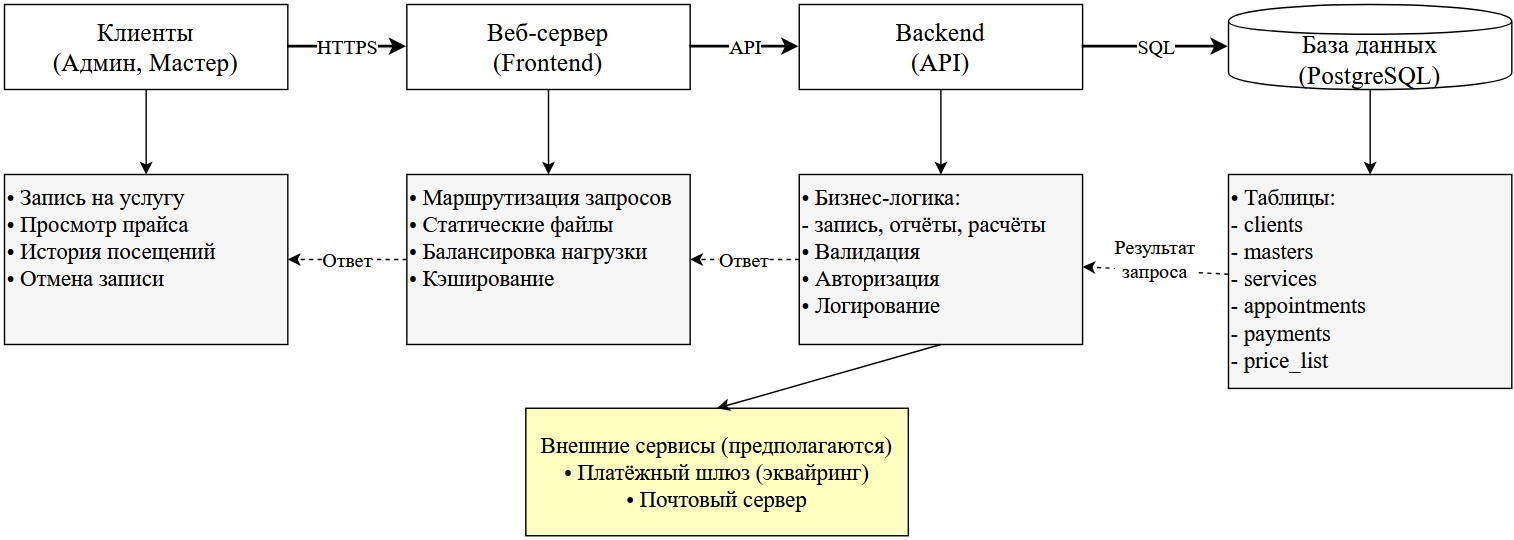 Клиенты
(Админ, Мастер)
HTTPS
Веб-сервер
(Frontend)
API
Backend
(API)
SQL
База данных
(PostgreSQL)
• Запись на услугу
• Просмотр прайса
• История посещений
• Отмена записи
Ответ
• Маршрутизация запросов
• Статические файлы
• Балансировка нагрузки
• Кэширование
Ответ
• Бизнес-логика:
- запись, отчёты, расчёты
• Валидация
• Авторизация
• Логирование
Результат
запроса
• Таблицы:
- clients
- masters
- services
- appointments
- payments
- price_list
Внешние сервисы (предполагаются)
• Платёжный шлюз (эквайринг)
• Почтовый сервер